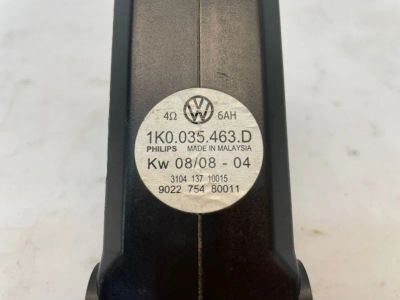 4Ω 6AH
1K0.035.463.D
PHILIPS MADE IN MALAYSIA
Kw 08/08 - 04
3104 137 10015
9022 754 80011